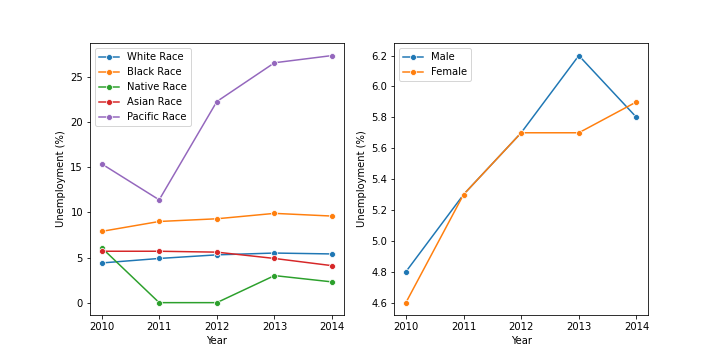 White Race
Black Race
Native Race
Asian Race
Pacific Race
25
20
15
10
5
0
Unemployment (%)
2010 2011 2012 2013 2014
Year
Male
Female
6.2
6.0
5.8
5.6
5.4
5.2
5.0
4.8
4.6
Unemployment (%)
2010 2011 2012 2013 2014
Year